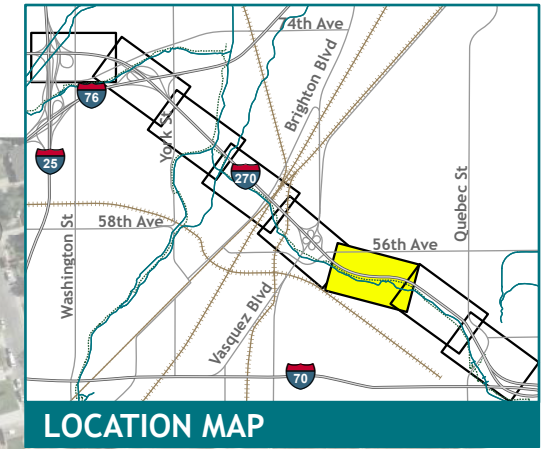 74th Ave
Brighton Blvd
76
York St
25
270
Quebec St
58th Ave
56th Ave
Washington St
Vasquez Blvd
70
LOCATION MAP